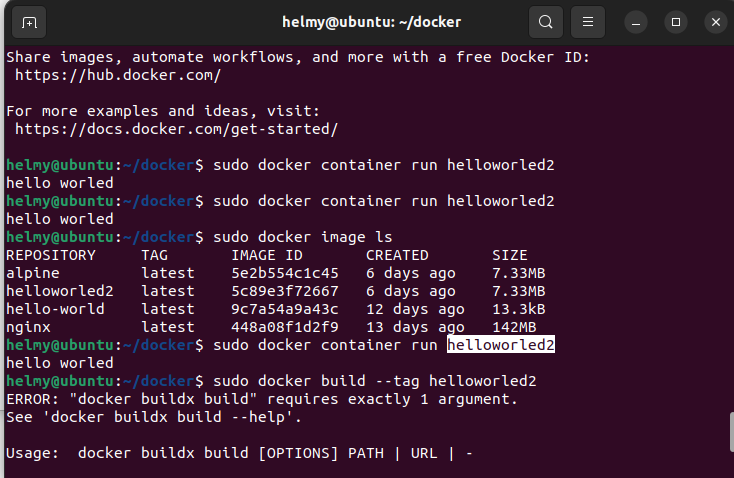 helmy@ubuntu: ~/docker
Share images, automate workflows, and more with a free Docker ID:
 https://hub.docker.com/

For more examples and ideas, visit:
 https://docs.docker.com/get-started/

helmy@ubuntu:~/docker$ sudo docker container run helloworled2
hello worled
helmy@ubuntu:~/docker$ sudo docker container run helloworled2
hello worled
helmy@ubuntu:~/docker$ sudo docker image ls
REPOSITORY     TAG       IMAGE ID       CREATED       SIZE
alpine         latest    5e2b554c1c45   6 days ago    7.33MB
helloworled2   latest    5c89e3f72667   6 days ago    7.33MB
hello-world    latest    9c7a54a9a43c   12 days ago   13.3kB
nginx          latest    448a08f1d2f9   13 days ago   142MB
helmy@ubuntu:~/docker$ sudo docker container run helloworled2
hello worled
helmy@ubuntu:~/docker$ sudo docker build --tag helloworled2
ERROR: "docker buildx build" requires exactly 1 argument.
See 'docker buildx build --help'.

Usage:  docker buildx build [OPTIONS] PATH | URL | -